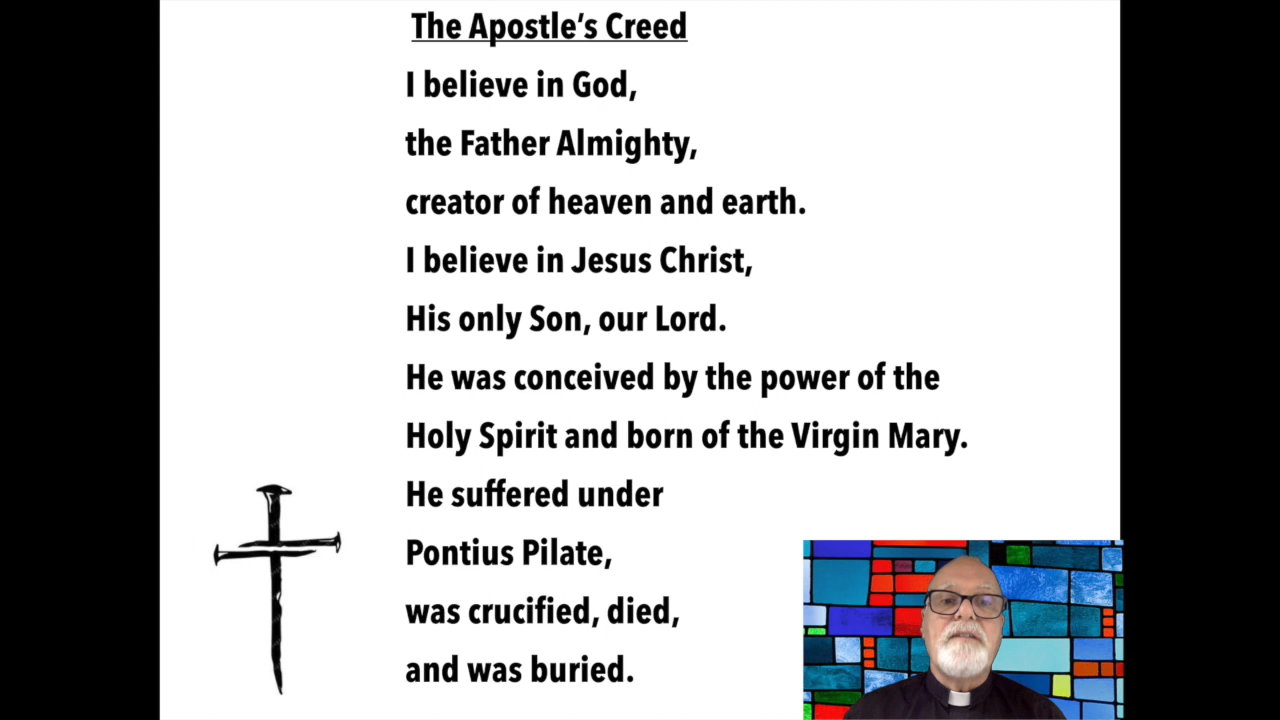 The Apostle‘s Creed
I believe in God,
the Father Almighty,
creator of heaven and earth.
I believe in Jesus Christ,
His only Son, our Lord.
He was conceived by the power of the
Holy Spirit and born of the Virgin Mary.
He suffered under
Pontius Pilate,
was crucified, died,
and was buried.